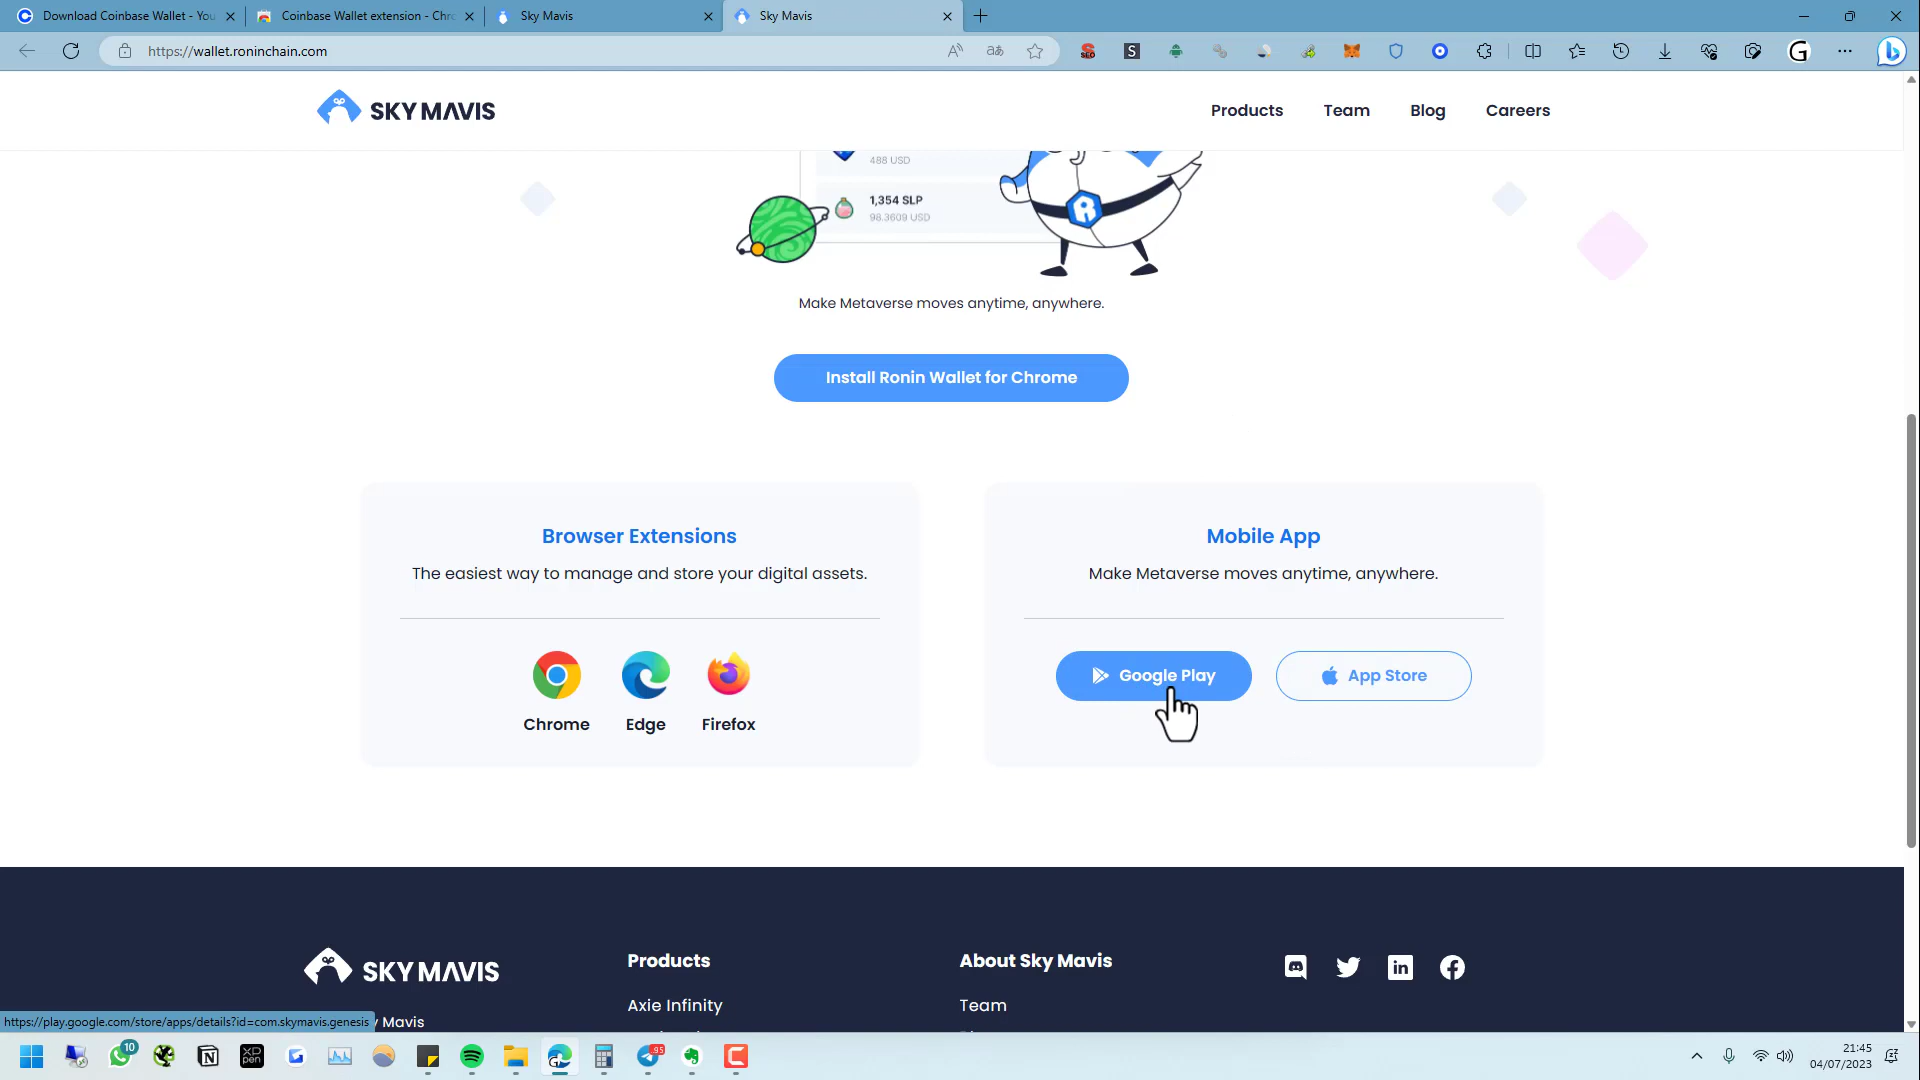 Download Coinbase Wallet - You
Coinbase Wallet extension - Chro
Sky Mavis
Sky Mavis
https://wallet.roninchain.com
SKY MAVIS
Products
Team
Blog
Careers
488 USD
1,354 SLP
98.3609 USD
Make Metaverse moves anytime, anywhere.
Install Ronin Wallet for Chrome
Browser Extensions
The easiest way to manage and store your digital assets.
Chrome
Edge
Firefox
Mobile App
Make Metaverse moves anytime, anywhere.
Google Play
App Store
SKY MAVIS
Products
About Sky Mavis
Axie Infinity
Team
https://play.google.com/store/apps/details?id=com.skymavis.genesis
y Mavis
10
XP
PEN
95
21:45
04/07/2023